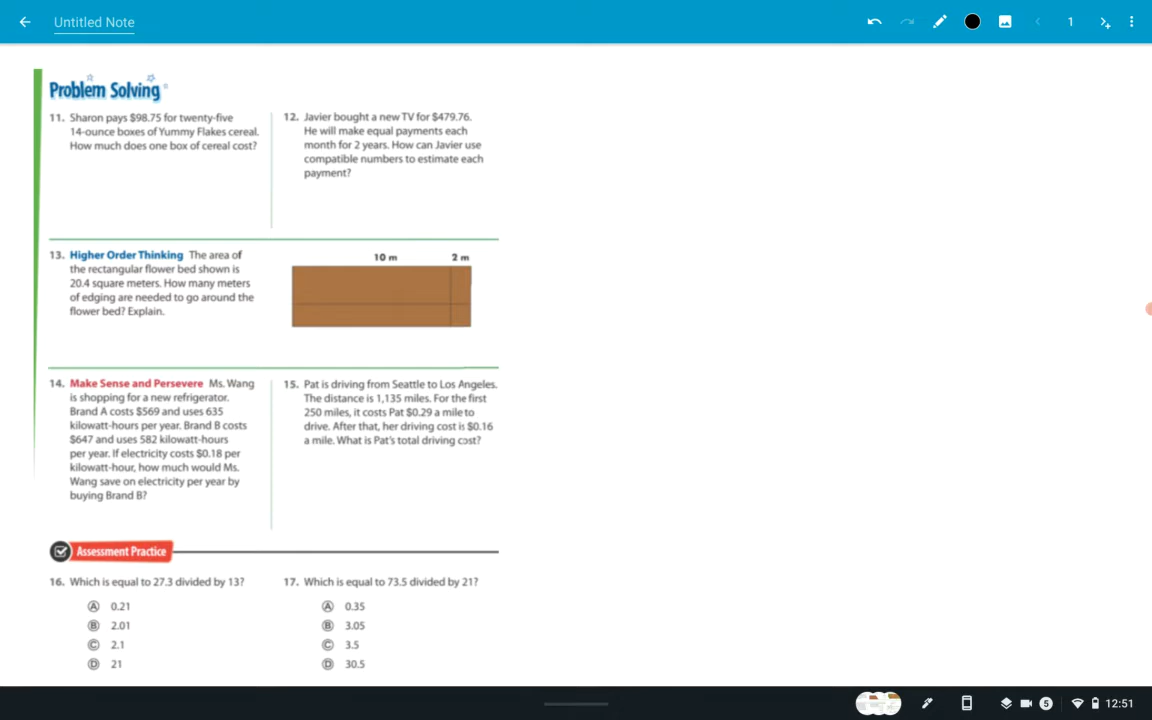 Untitled Note
1
Problem Solving
11. Sharon pays $98.75 for twenty-five
14-ounce boxes of Yummy Flakes cereal.
How much does one box of cereal cost?
12. Javier bought a new TV for $479.76.
He will make equal payments each
month for 2 years. How can Javier use
compatible numbers to estimate each
payment?
13. Higher Order Thinking The area of
the rectangular flower bed shown is
20.4 square meters. How many meters
of edging are needed to go around the
flower bed? Explain.
10 m 2 m
14. Make Sense and Persevere Ms. Wang
is shopping for a new refrigerator.
Brand A costs $569 and uses 635
kilowatt-hours per year. Brand B costs
$647 and uses 582 kilowatt-hours
per year. If electricity costs $0.18 per
kilowatt-hour, how much would Ms.
Wang save on electricity per year by
buying Brand B?
15. Pat is driving from Seattle to Los Angeles.
The distance is 1,135 miles. For the first
250 miles, it costs Pat $0.29 a mile to
drive. After that, her driving cost is $0.16
a mile. What is Pat's total driving cost?
Assessment Practice
16. Which is equal to 27.3 divided by 13?
A 0.21
B 2.01
C 2.1
D 21
17. Which is equal to 73.5 divided by 21?
A 0.35
B 3.05
C 3.5
D 30.5
5
12:51